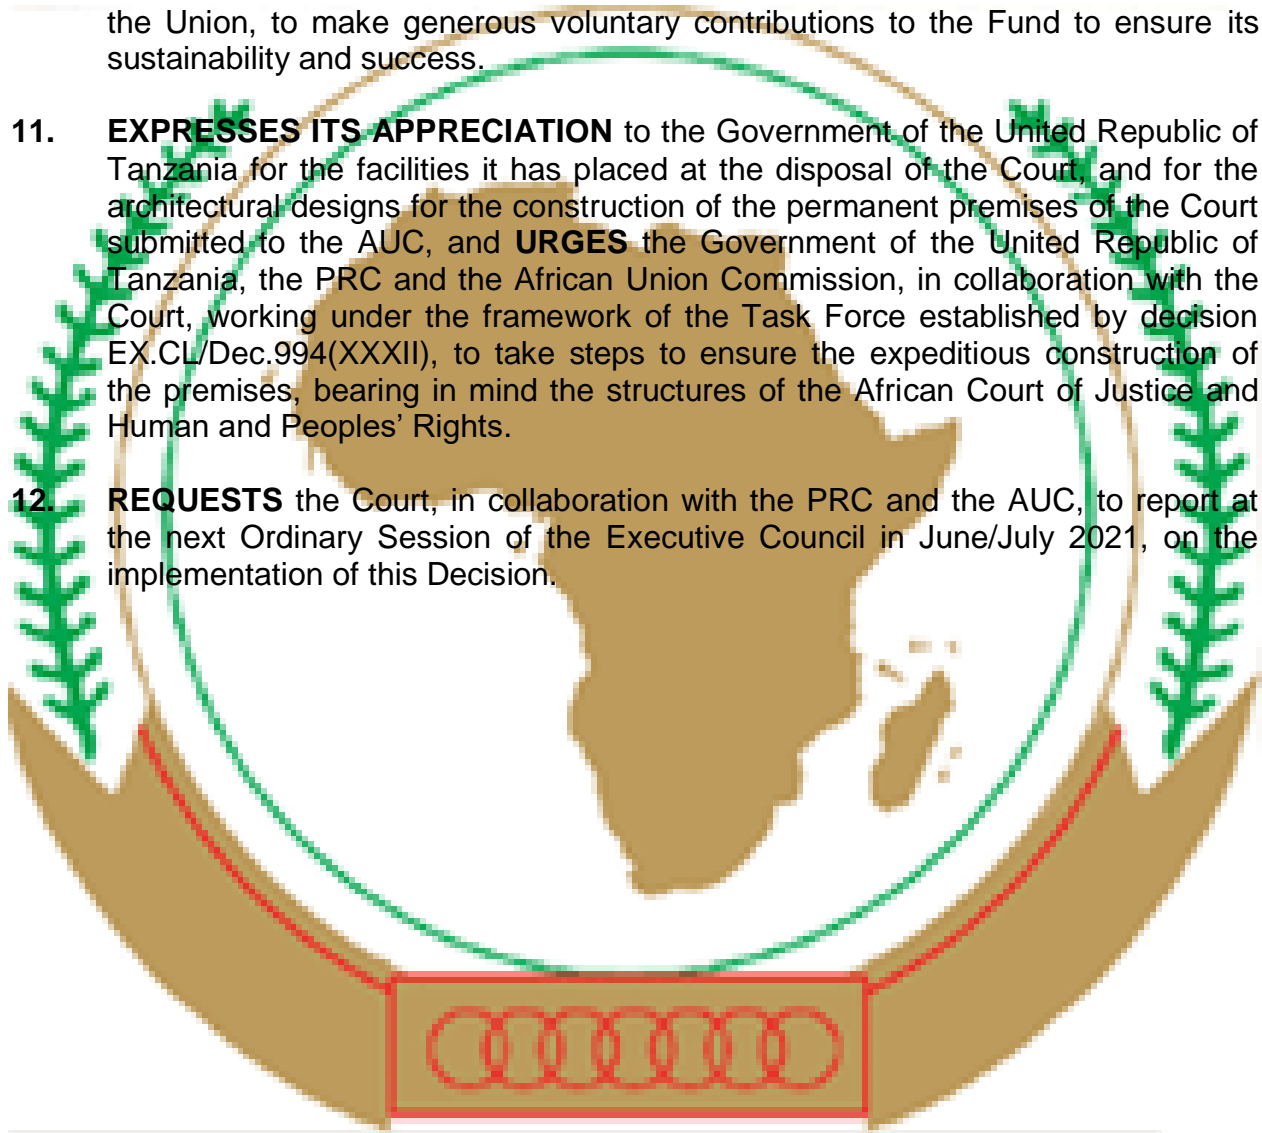 the Union, to make generous voluntary contributions to the Fund to ensure its
sustainability and success.
11. EXPRESSES ITS APPRECIATION to the Government of the United Republic of
Tanzania for the facilities it has placed at the disposal of the Court, and for the
architectural designs for the construction of the permanent premises of the Court
submitted to the AUC, and URGES the Government of the United Republic of
Tanzania, the PRC and the African Union Commission, in collaboration with the
Court, working under the framework of the Task Force established by decision
EX.CL/Dec.994(XXXII), to take steps to ensure the expeditious construction of
the premises, bearing in mind the structures of the African Court of Justice and
Human and Peoples’ Rights.
12. REQUESTS the Court, in collaboration with the PRC and the AUC, to report at
the next Ordinary Session of the Executive Council in June/July 2021, on the
implementation of this Decision.